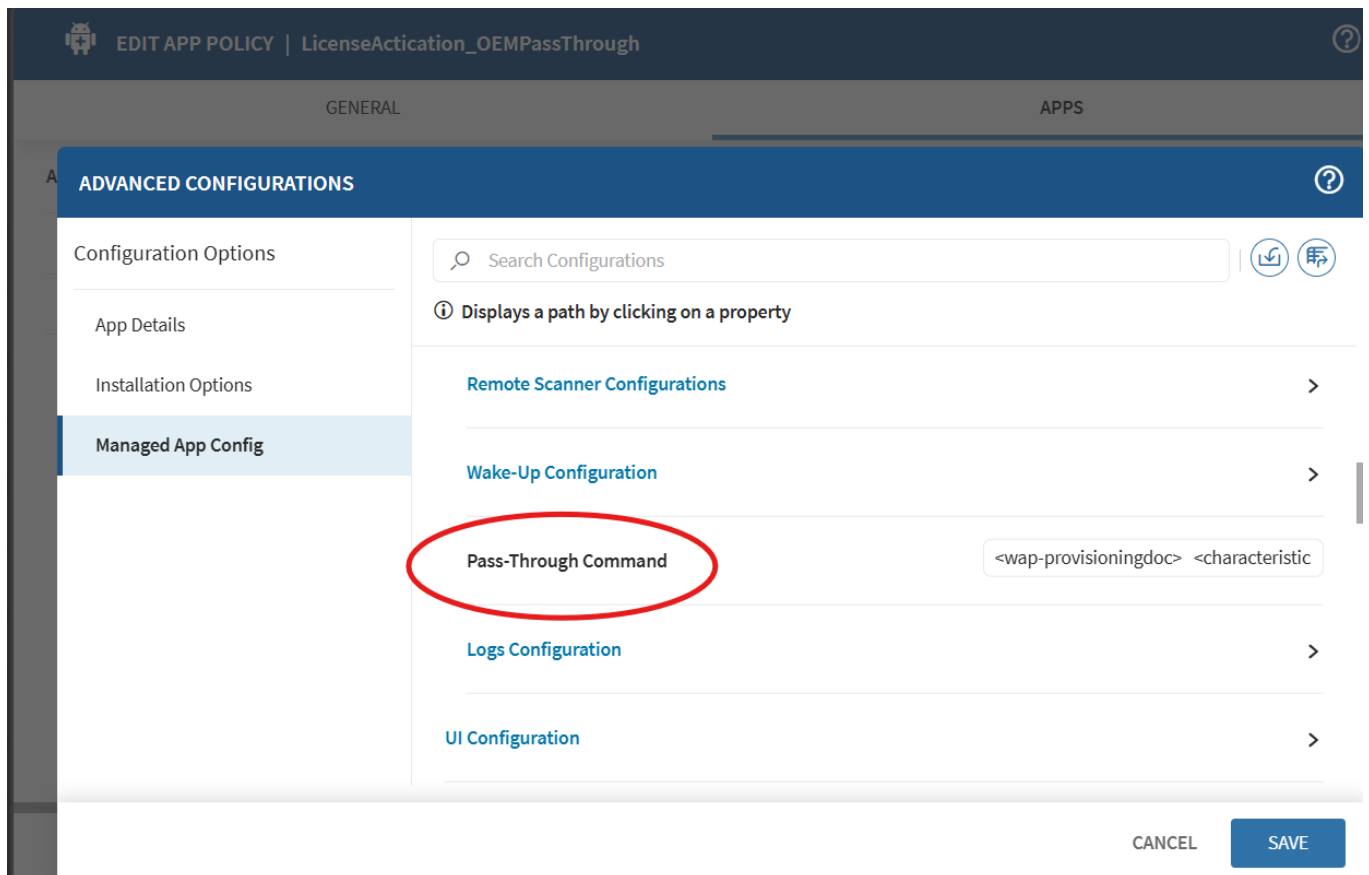 EDIT APP POLICY | LicenseActication_OEMPassThrough
GENERAL
APPS
A
ADVANCED CONFIGURATIONS
Configuration Options
App Details
Installation Options
Managed App Config
Search Configurations
Displays a path by clicking on a property
Remote Scanner Configurations
Wake-Up Configuration
Pass-Through Command
<wap-provisioningdoc> <characteristic
Logs Configuration
UI Configuration
CANCEL
SAVE